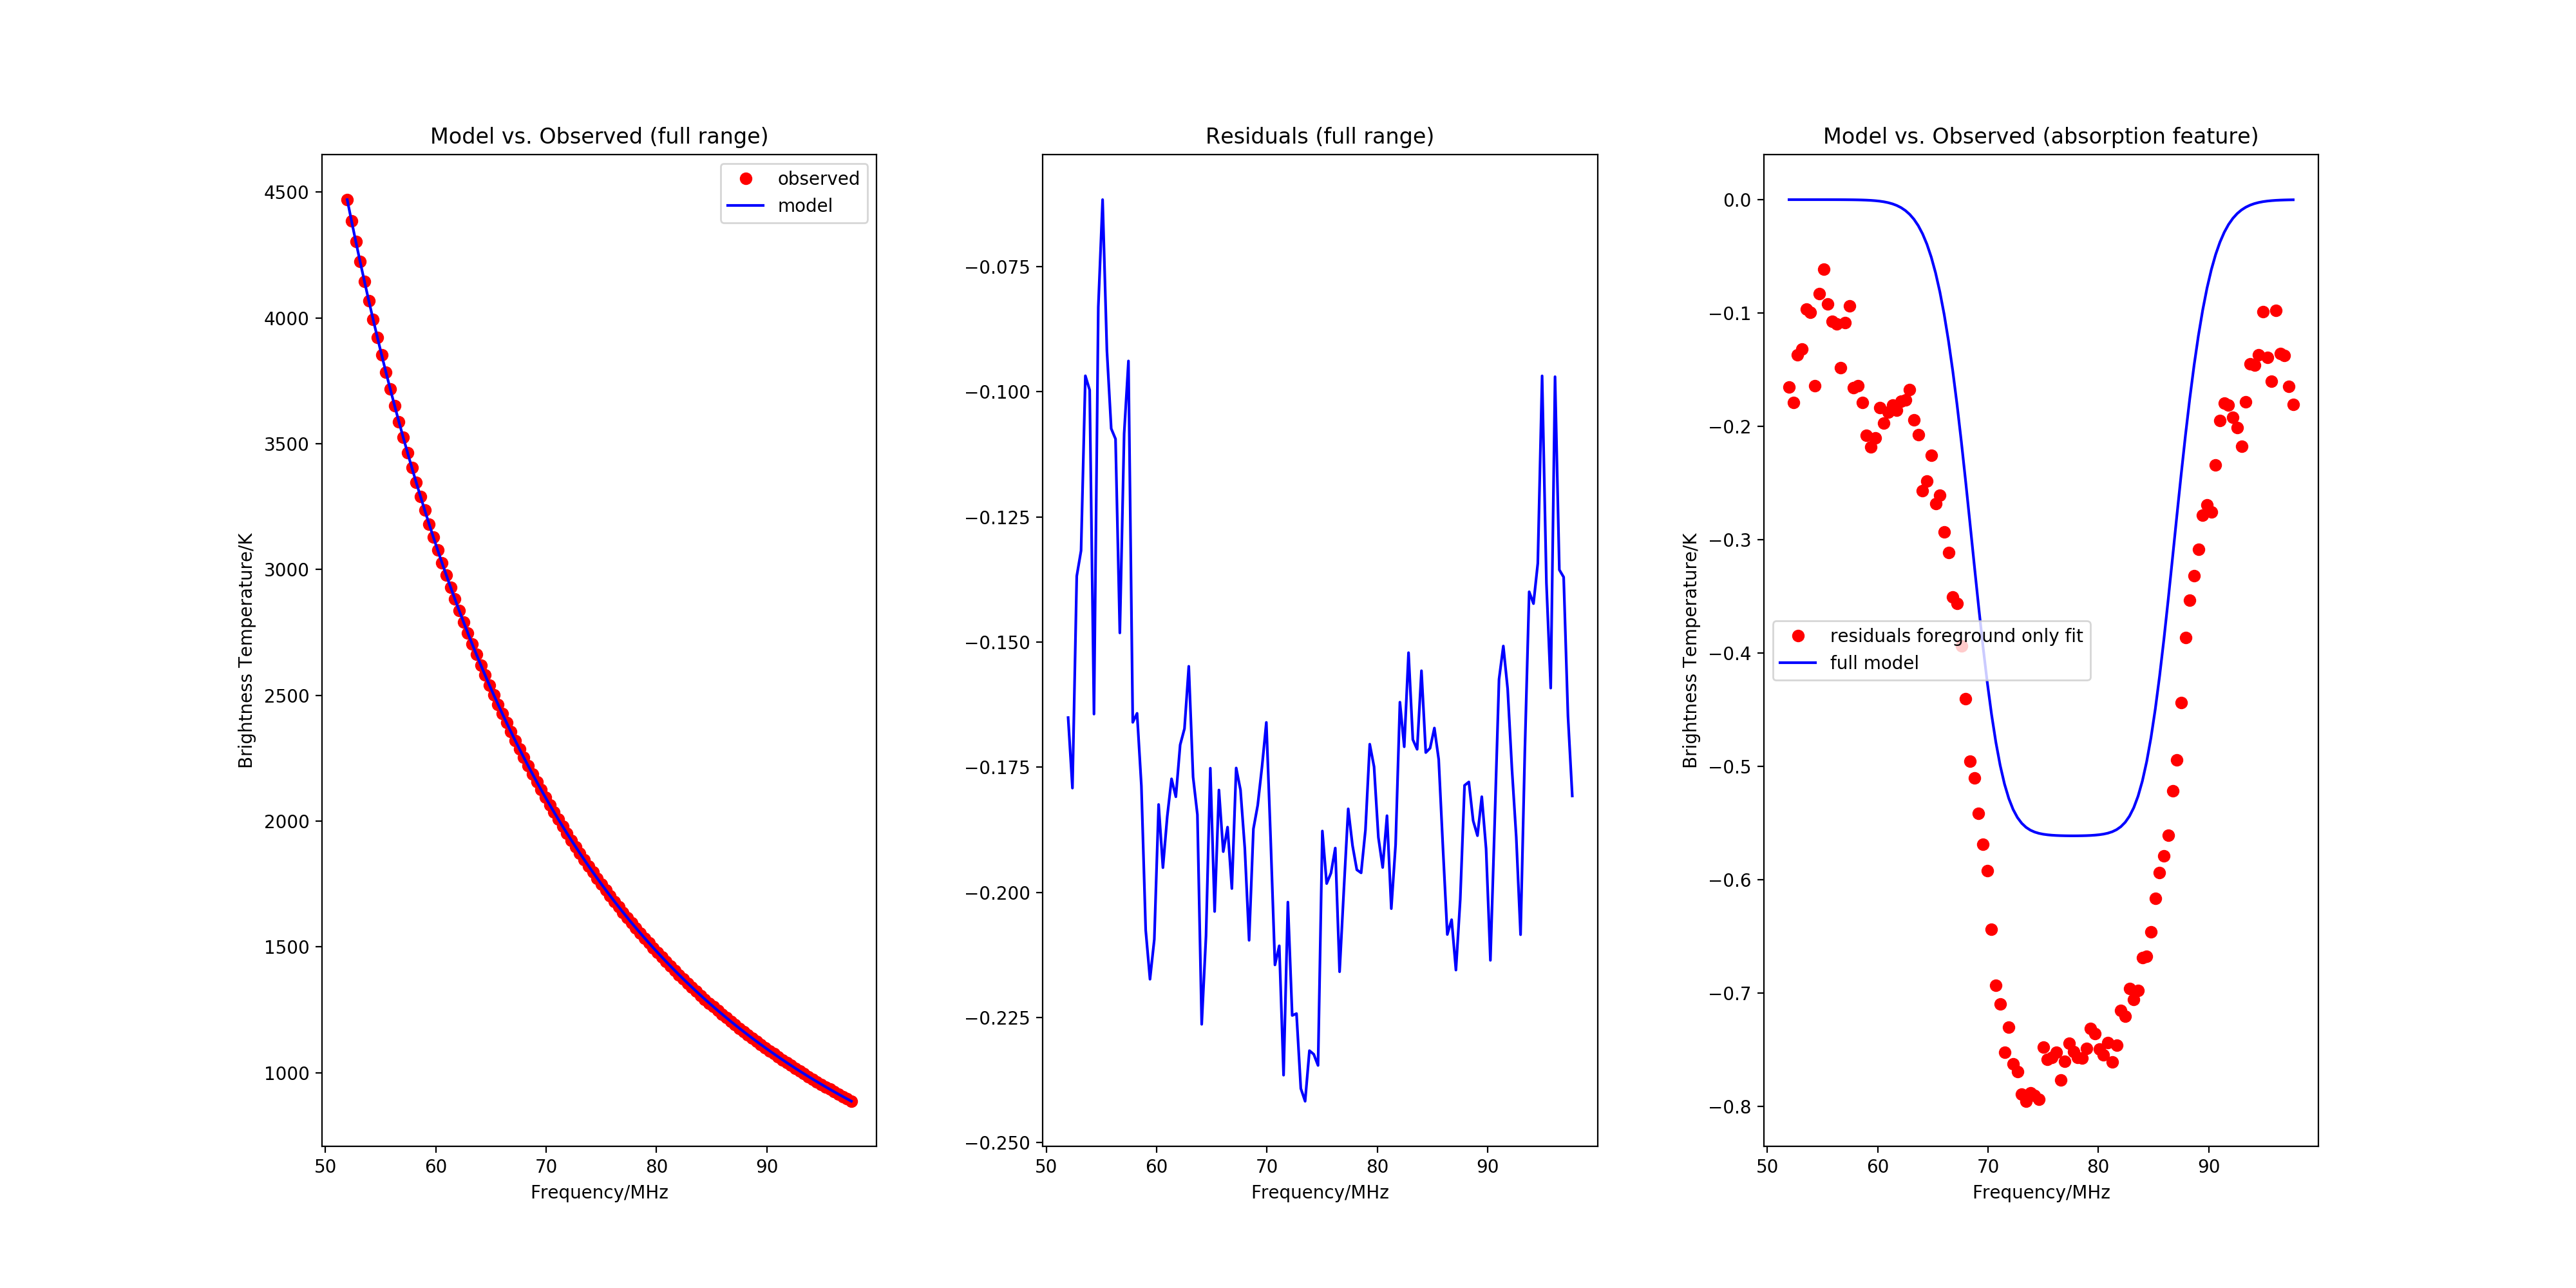 Model vs. Observed (full range)
observed
model
4500
4000
3500
3000
2500
2000
1500
1000
Brightness Temperature/K
50 60 70 80 90
Frequency/MHz
Residuals (full range)
−0.075
−0.100
−0.125
−0.150
−0.175
−0.200
−0.225
−0.250
50 60 70 80 90
Frequency/MHz
Model vs. Observed (absorption feature)
0.0
−0.1
−0.2
−0.3
−0.4
−0.5
−0.6
−0.7
−0.8
Brightness Temperature/K
residuals foreground only fit
full model
50 60 70 80 90
Frequency/MHz